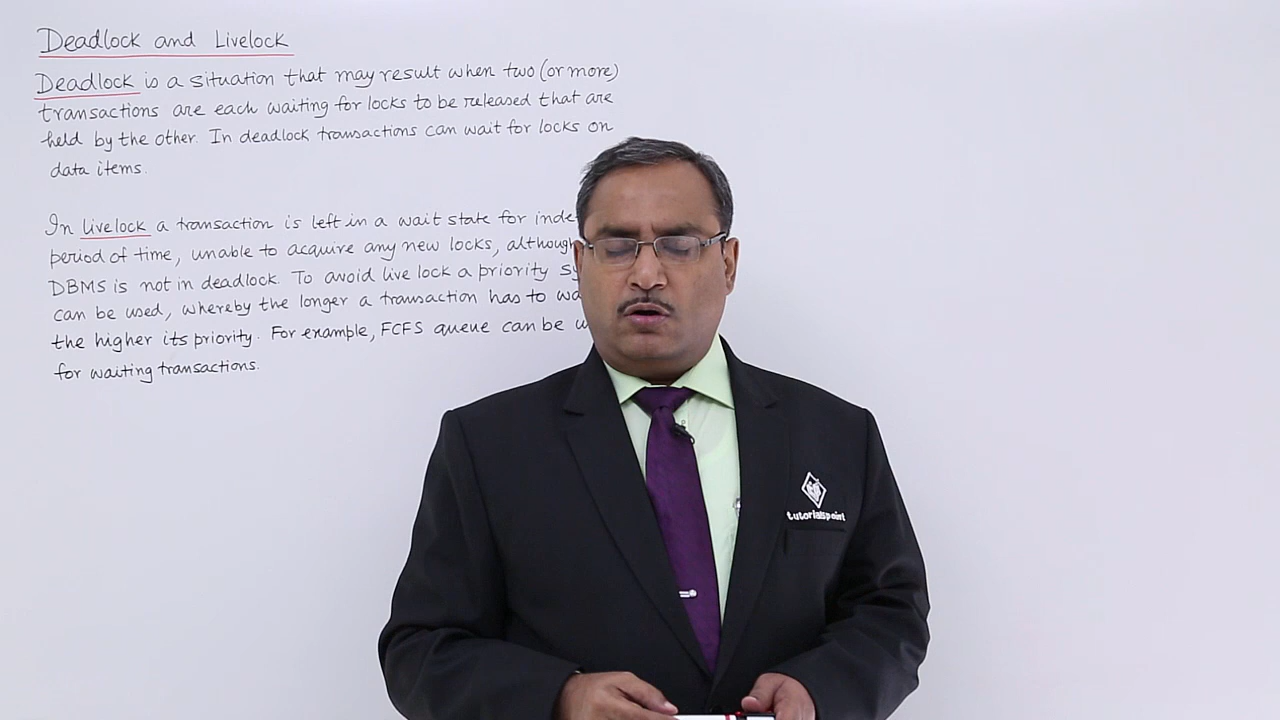 Deadlock and Livelock
Deadlock is a situation that may result when two (or more)
transactions are each waiting for locks to be released that are
held by the other. In deadlock transactions can wait for locks on
data items.
In livelock a transaction is left in a wait state for inde
period of time, unable to acquire any new locks, although
DBMS is not in deadlock. To avoid live lock a priority sy
can be used, whereby the longer a transaction has to wa
the higher its priority. For example, FCFS queue can be u
for waiting transactions.
tutorialspoint